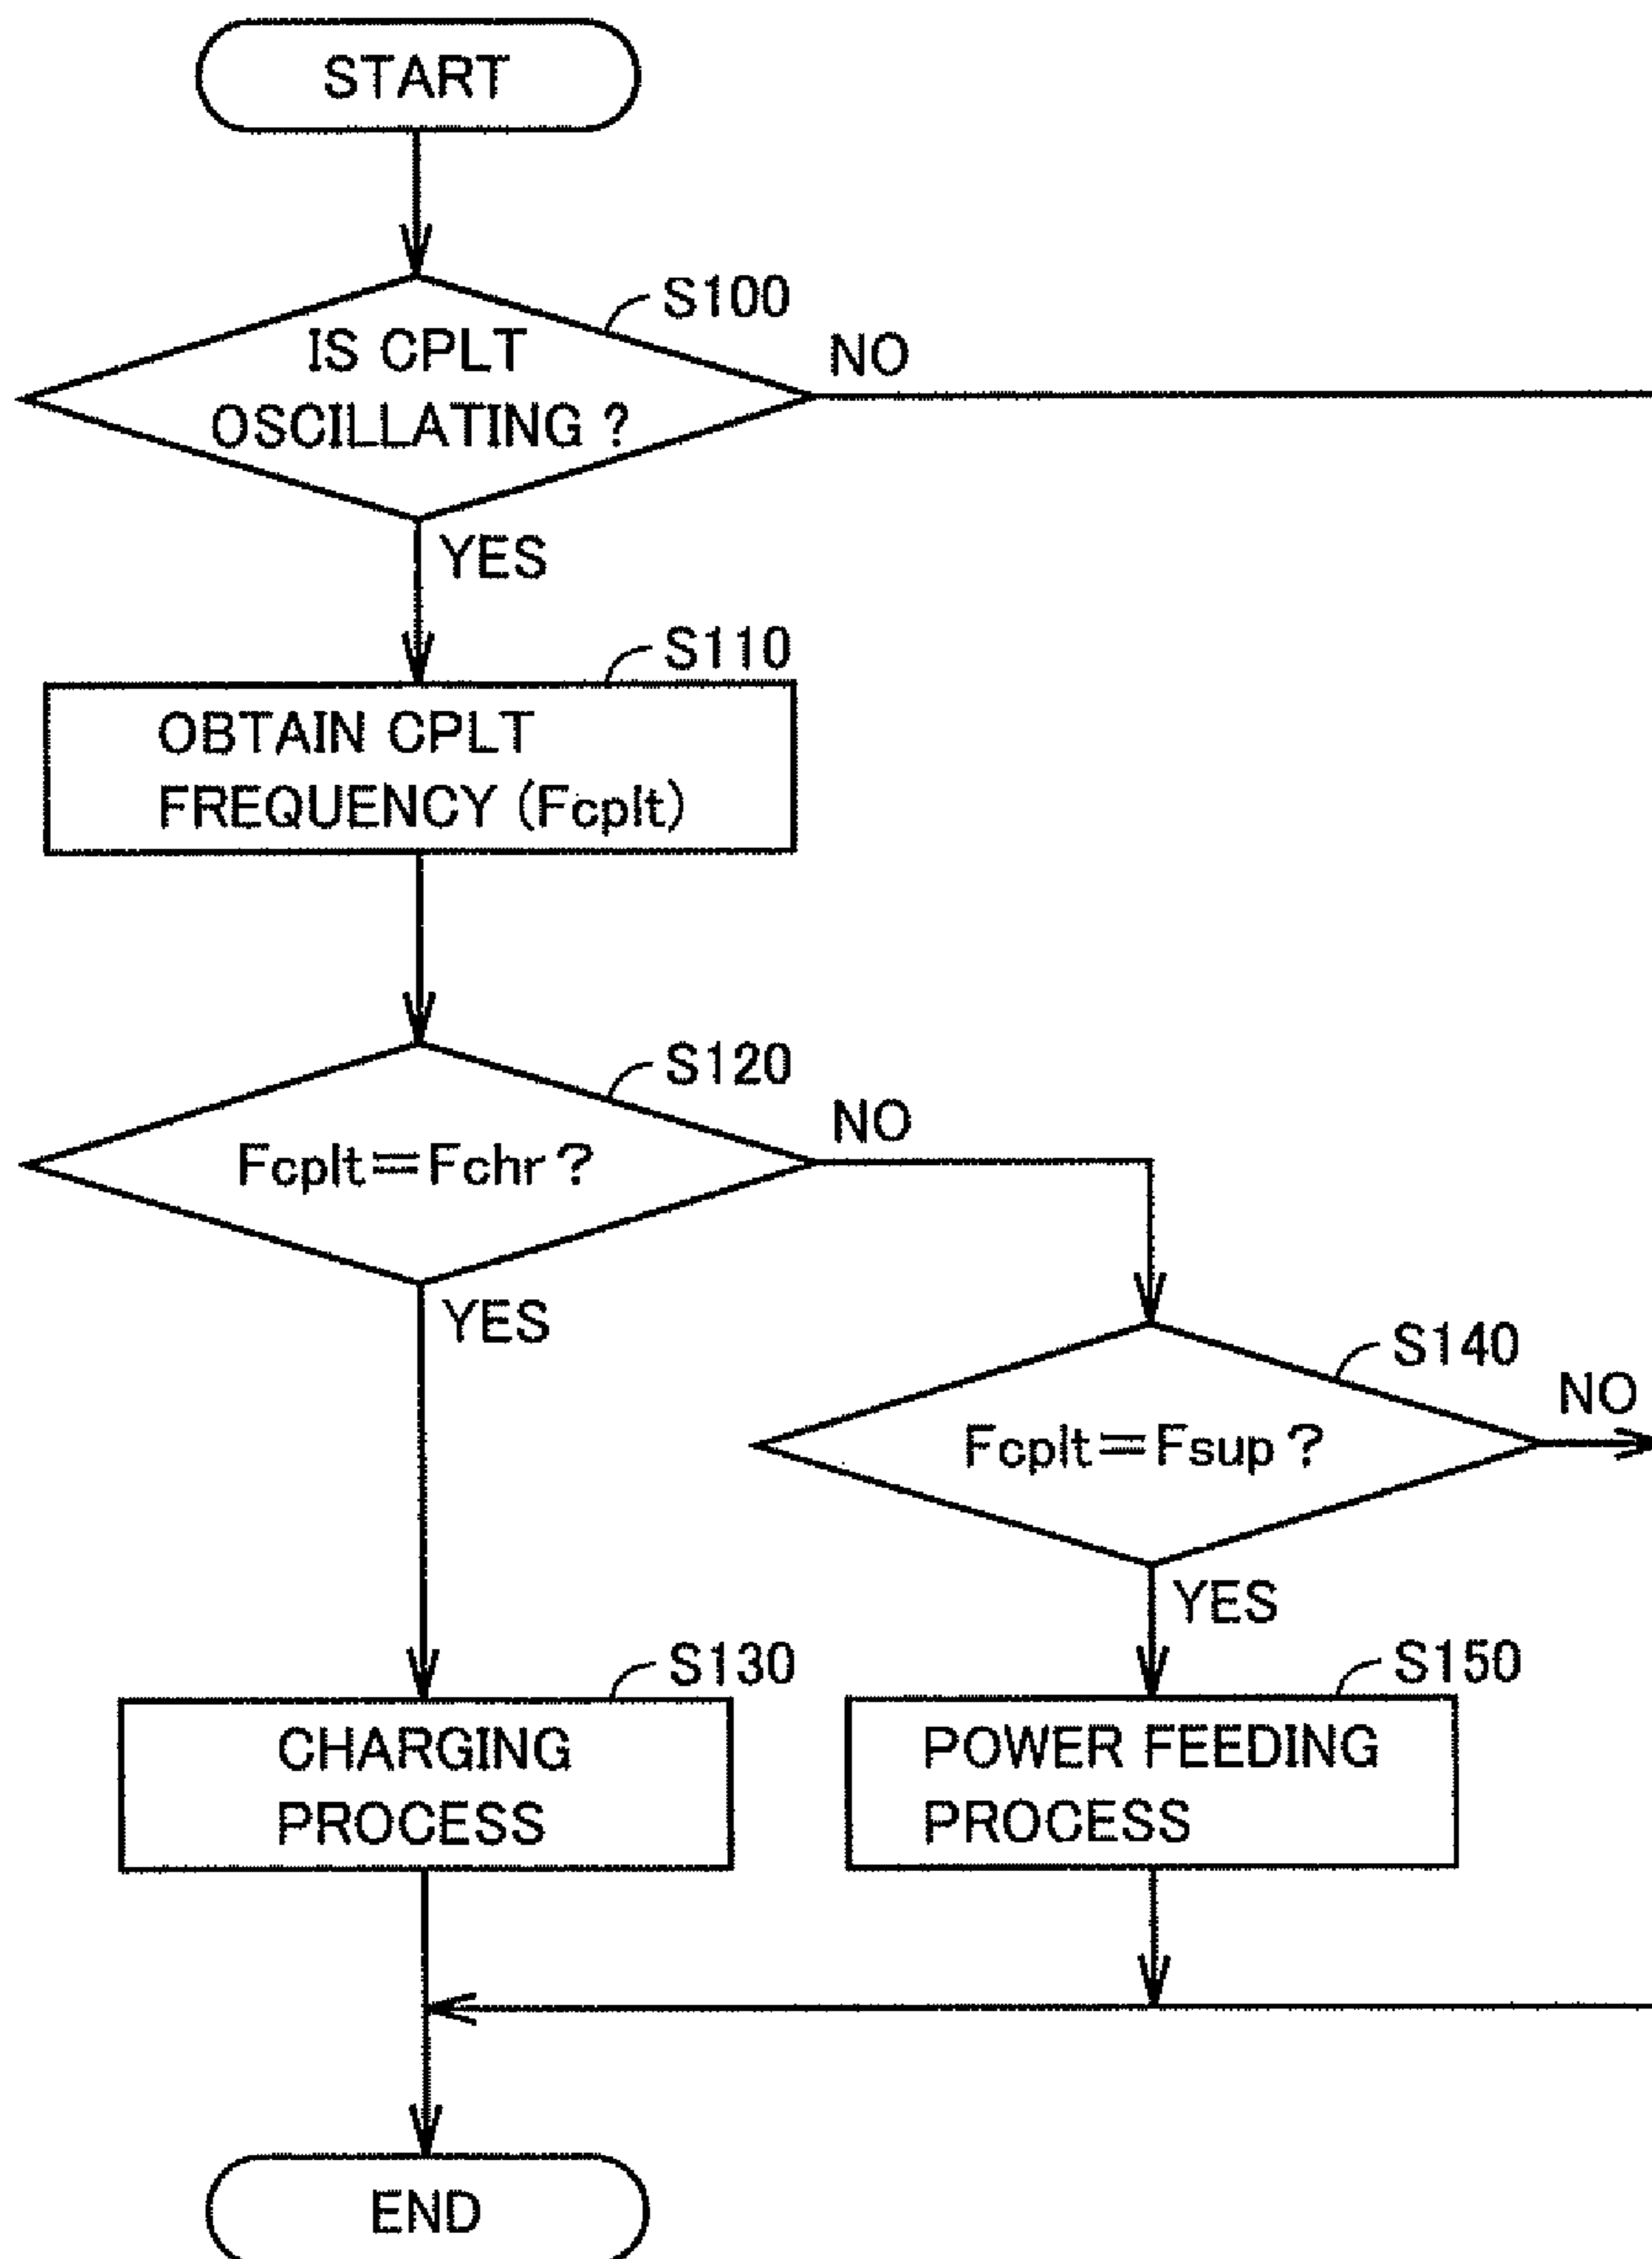 START
S100
IS CPLT
OSCILLATING ?
NO
YES
S110
OBTAIN CPLT
FREQUENCY (Fcplt)
S120
Fcplt=Fchr ?
NO
YES
S140
Fcplt=Fsup ?
NO
YES
S130
CHARGING
PROCESS
S150
POWER FEEDING
PROCESS
END